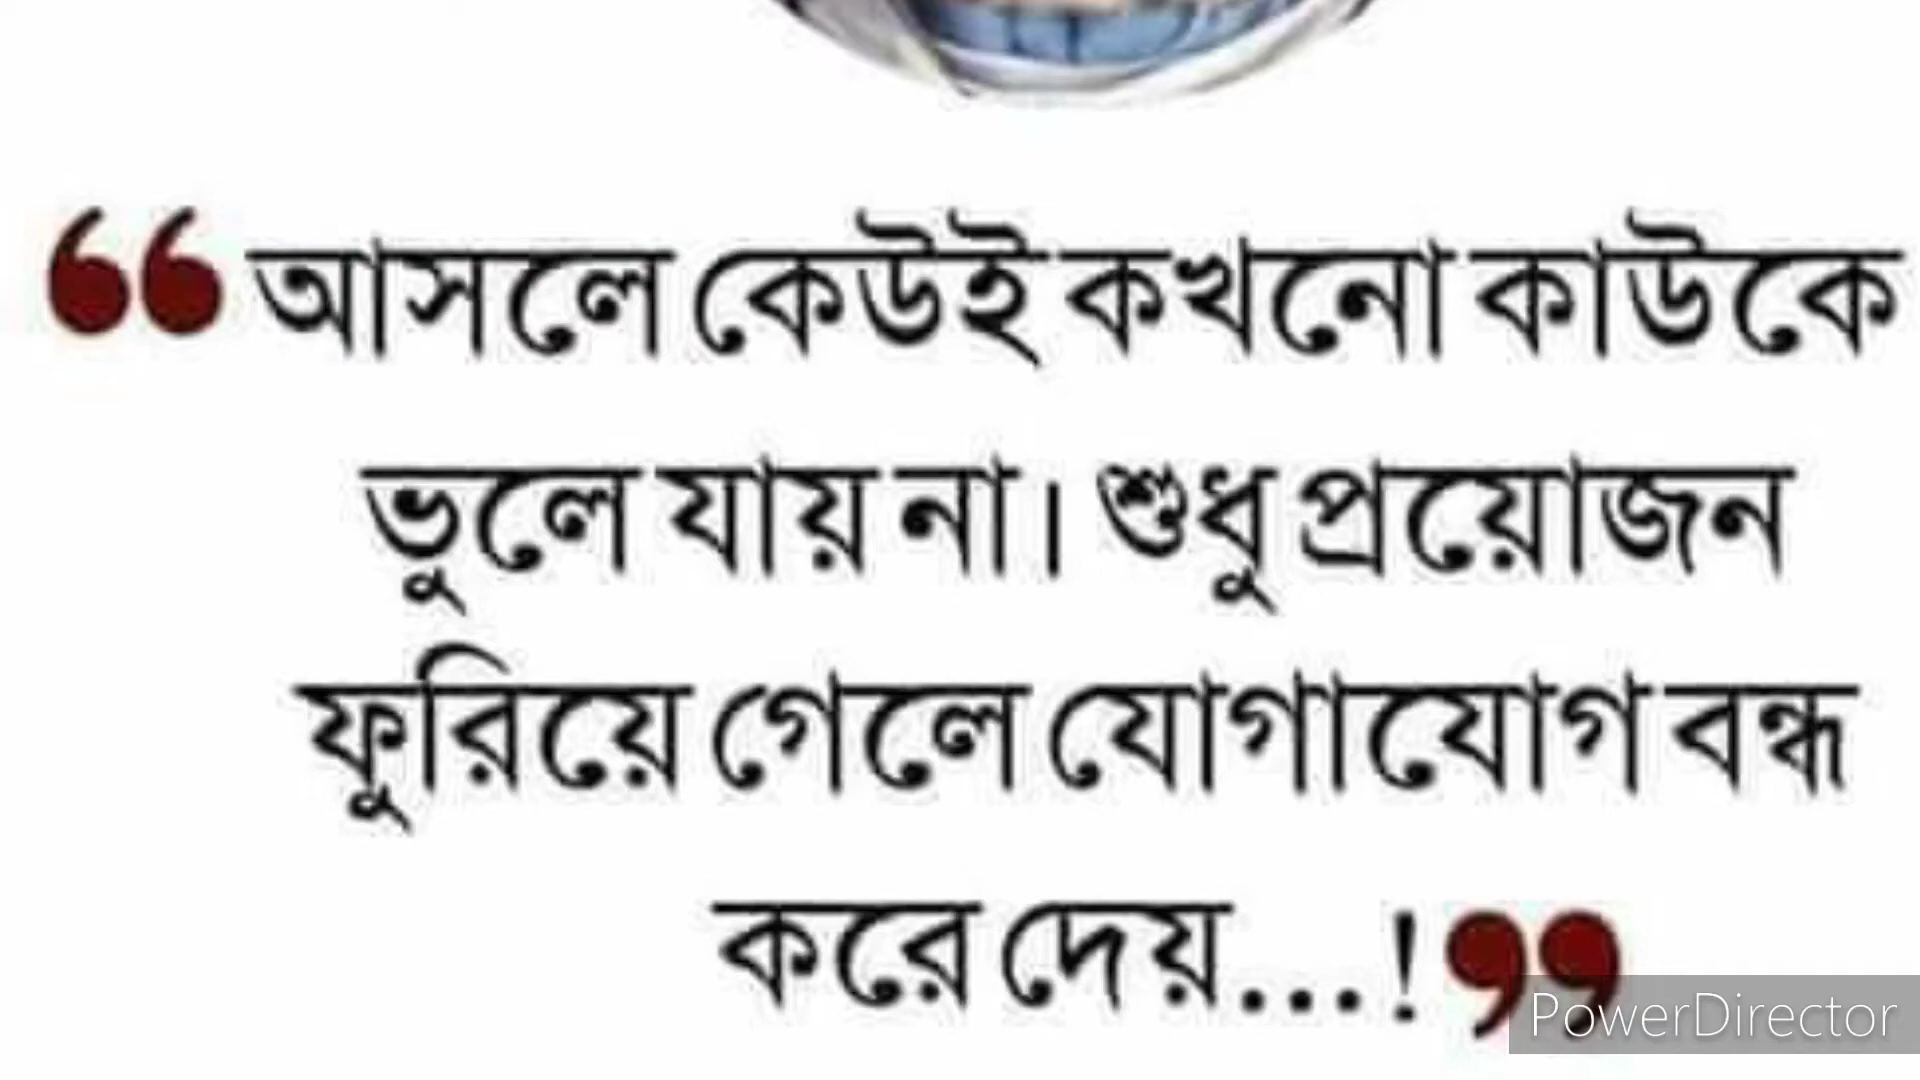 “আসলে কেউই কখনো কাউকে
ভুলে যায় না। শুধু প্রয়োজন
ফুরিয়ে গেলে যোগাযোগ বন্ধ
করে দেয়...!”
PowerDirector